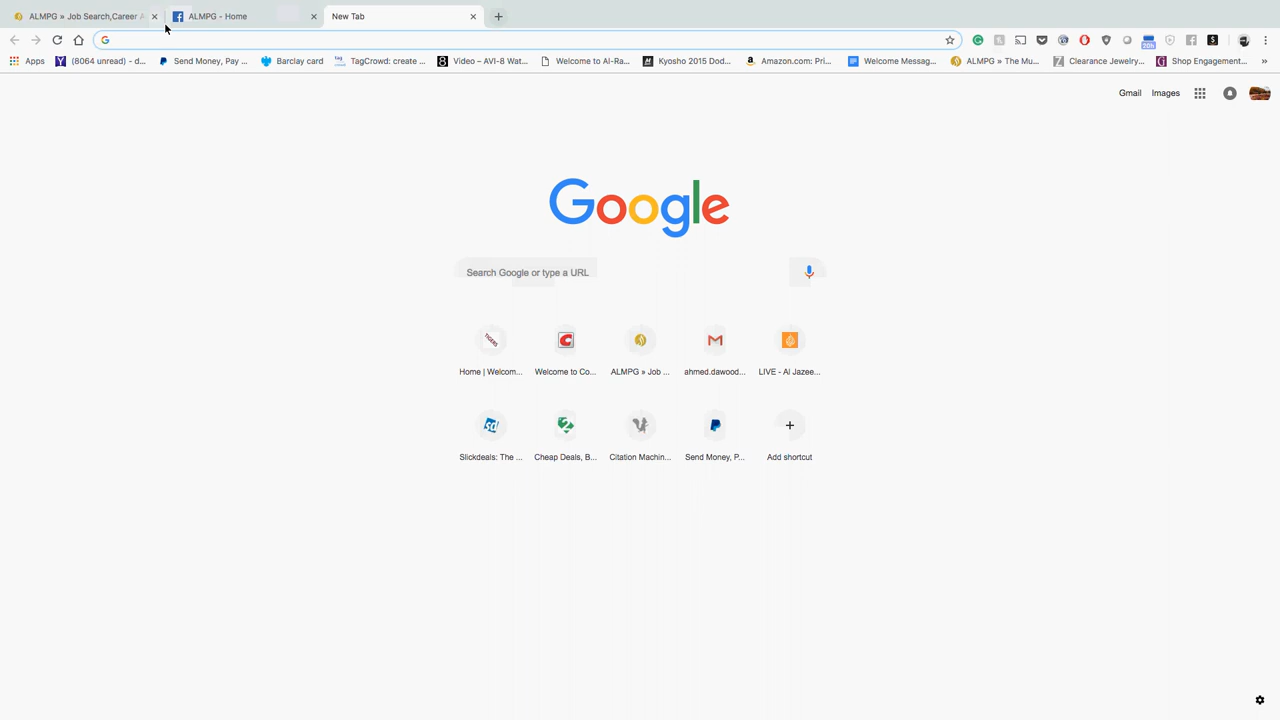 ALMPG » Job Search,Career A
ALMPG - Home
New Tab
Apps
(8064 unread) - d...
Send Money, Pay ...
Barclay card
TagCrowd: create ...
Video – AVI-8 Wat...
Welcome to Al-Ra...
Kyosho 2015 Dod...
Amazon.com: Pri...
Welcome Messag...
ALMPG » The Mu...
Clearance Jewelry...
Shop Engagement...
»
20h
Gmail Images
Google
Search Google or type a URL
Home | Welcom...
Welcome to Co...
ALMPG » Job ...
ahmed.dawood...
LIVE - Al Jazee...
Slickdeals: The ...
Cheap Deals, B...
Citation Machin...
Send Money, P...
Add shortcut